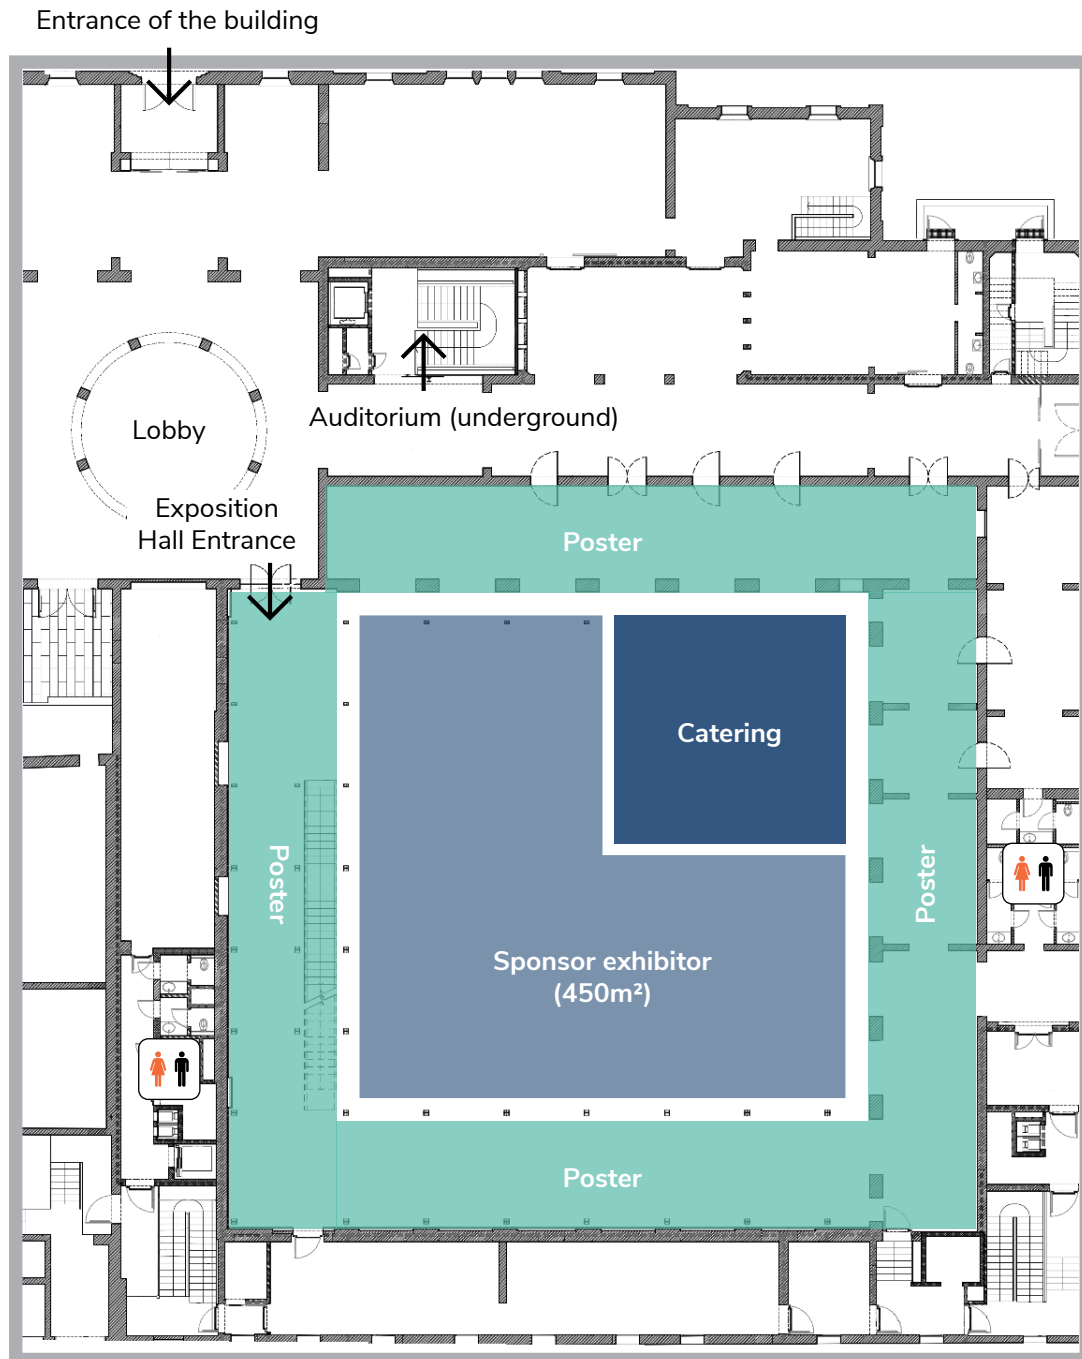 Entrance of the building
Auditorium (underground)
Lobby
Exposition
Hall Entrance
Poster
Catering
Poster
Poster
Sponsor exhibitor
(450m²)
Poster